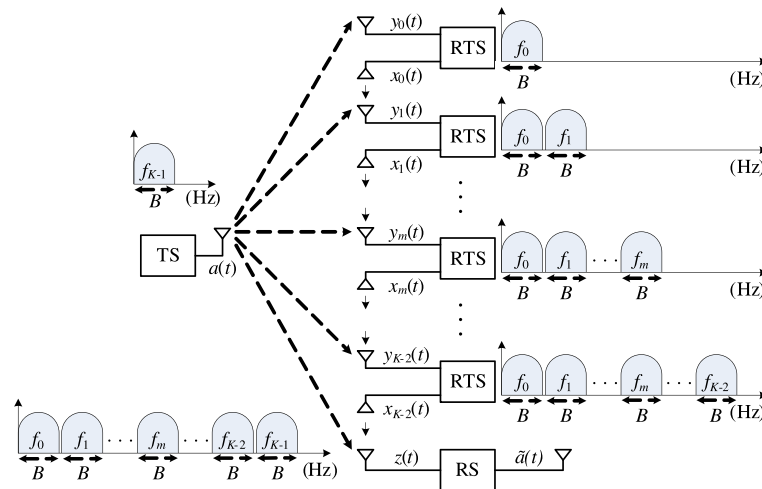 y0(t)
RTS
f0
x0(t)
B
(Hz)
y1(t)
RTS
f0 f1
x1(t)
B B
(Hz)
fK-1
B
(Hz)
TS
a(t)
ym(t)
RTS
f0 f1 ··· fm
xm(t)
B B B
(Hz)
yK-2(t)
RTS
f0 f1 ··· fm ··· fK-2
xK-2(t)
B B B B
(Hz)
f0 f1 ··· fm ··· fK-2 fK-1
B B B B B
(Hz)
z(t)
RS
ã(t)